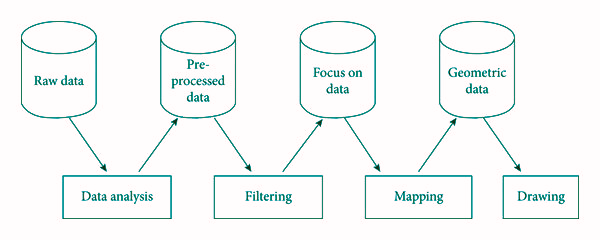 Raw data
Pre-
processed
data
Focus on
data
Geometric
data
Data analysis
Filtering
Mapping
Drawing